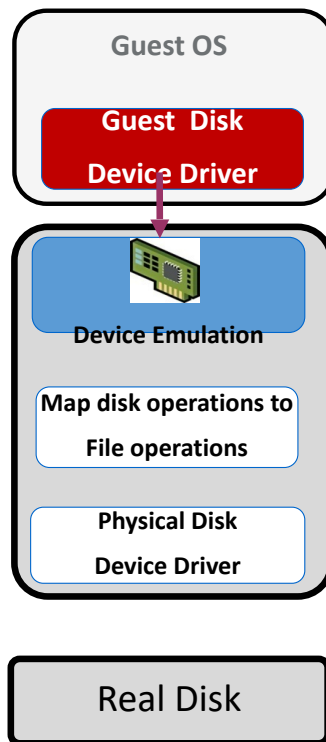 Guest OS
Guest Disk
Device Driver
Device Emulation
Map disk operations to
File operations
Physical Disk
Device Driver
Real Disk